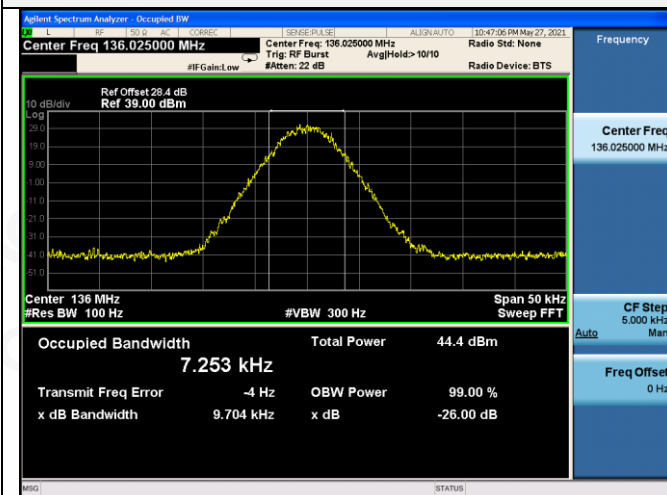 Agilent Spectrum Analyzer - Occupied BW
L RF 50 Ω AC CORREC SENSE:PULSE ALIGN AUTO 10:47:06 PM May 27, 2021
Center Freq 136.025000 MHz
Center Freq: 136.025000 MHz
Radio Std: None
Trig: RF Burst Avg|Hold:> 10/10
#IFGain:Low #Atten: 22 dB
Radio Device: BTS
Ref Offset 28.4 dB
10 dB/div Ref 39.00 dBm
Log
29.0
19.0
9.00
-1.00
-11.0
-21.0
-31.0
-41.0
-51.0
Center 136 MHz
Span 50 kHz
#Res BW 100 Hz
#VBW 300 Hz
Sweep FFT
Occupied Bandwidth
7.253 kHz
Total Power 44.4 dBm
Transmit Freq Error -4 Hz
OBW Power 99.00 %
x dB Bandwidth 9.704 kHz
x dB -26.00 dB
MSG
STATUS
Frequency
Center Freq
136.025000 MHz
CF Step
5.000 kHz
Auto Man
Freq Offset
0 Hz